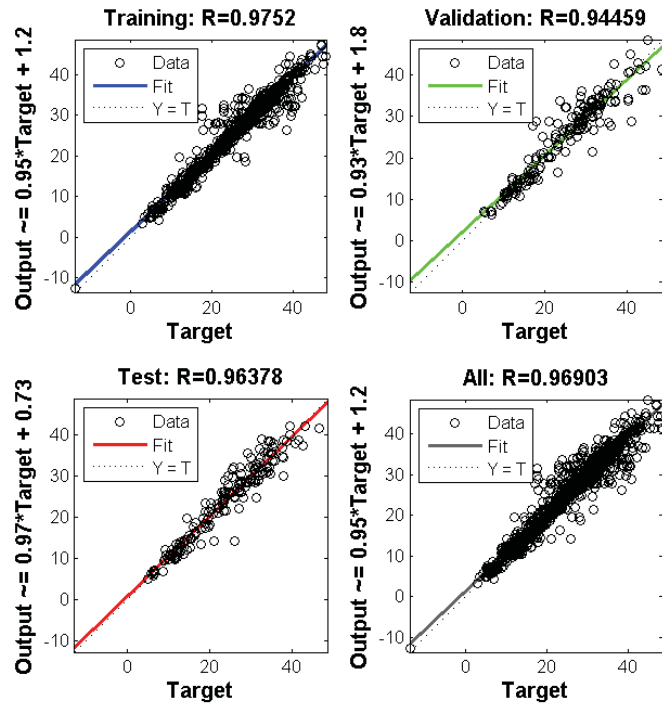 Training: R=0.9752
Output ~= 0.95*Target + 1.2
Data
Fit
Y = T
40
30
20
10
0
-10
0
20
40
Target
Validation: R=0.94459
Output ~= 0.93*Target + 1.8
Data
Fit
Y = T
40
30
20
10
0
-10
0
20
40
Target
Test: R=0.96378
Output ~= 0.97*Target + 0.73
Data
Fit
Y = T
40
30
20
10
0
-10
0
20
40
Target
All: R=0.96903
Output ~= 0.95*Target + 1.2
Data
Fit
Y = T
40
30
20
10
0
-10
0
20
40
Target